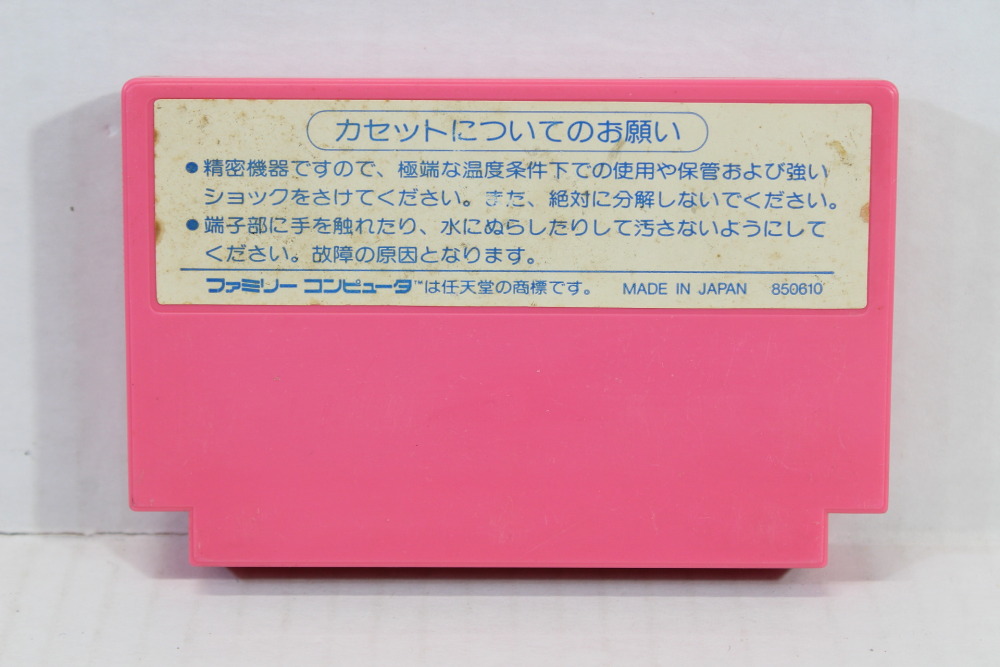 カセットについてのお願い
●精密機器ですので、極端な温度条件下での使用や保管および強い
ショックをさけてください。また、絶対に分解しないでください。
●端子部に手を触れたり、水にぬらしたりして汚さないようにして
ください。故障の原因となります。
ファミリー コンピュータ™は任天堂の商標です。 MADE IN JAPAN 850610